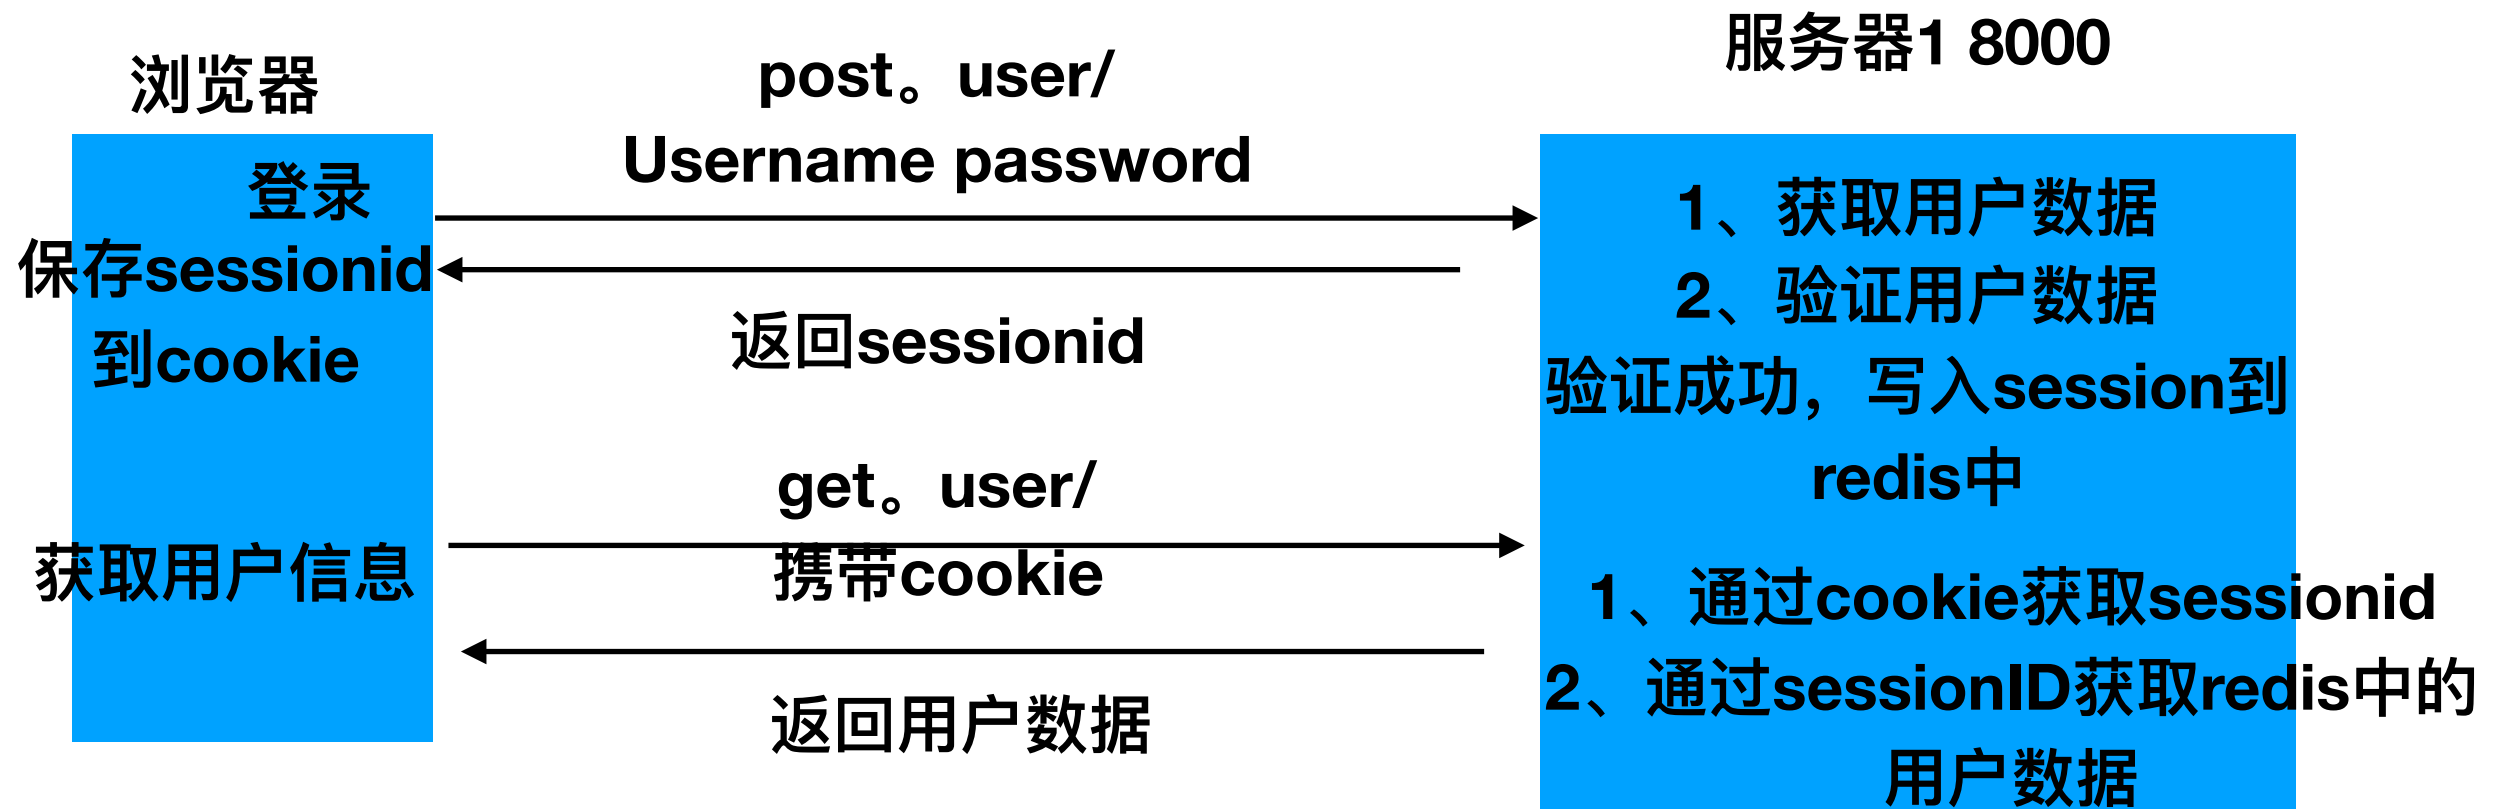 浏览器
登录
保存sessionid
到cookie
获取用户信息
post。user/
Username password
返回sessionid
get。user/
携帶cookie
返回用户数据
服务器1 8000
1、获取用户数据
2、验证用户数据
验证成功，写入session到
redis中
1、通过cookie获取sessionid
2、通过sessionID获取redis中的
用户数据